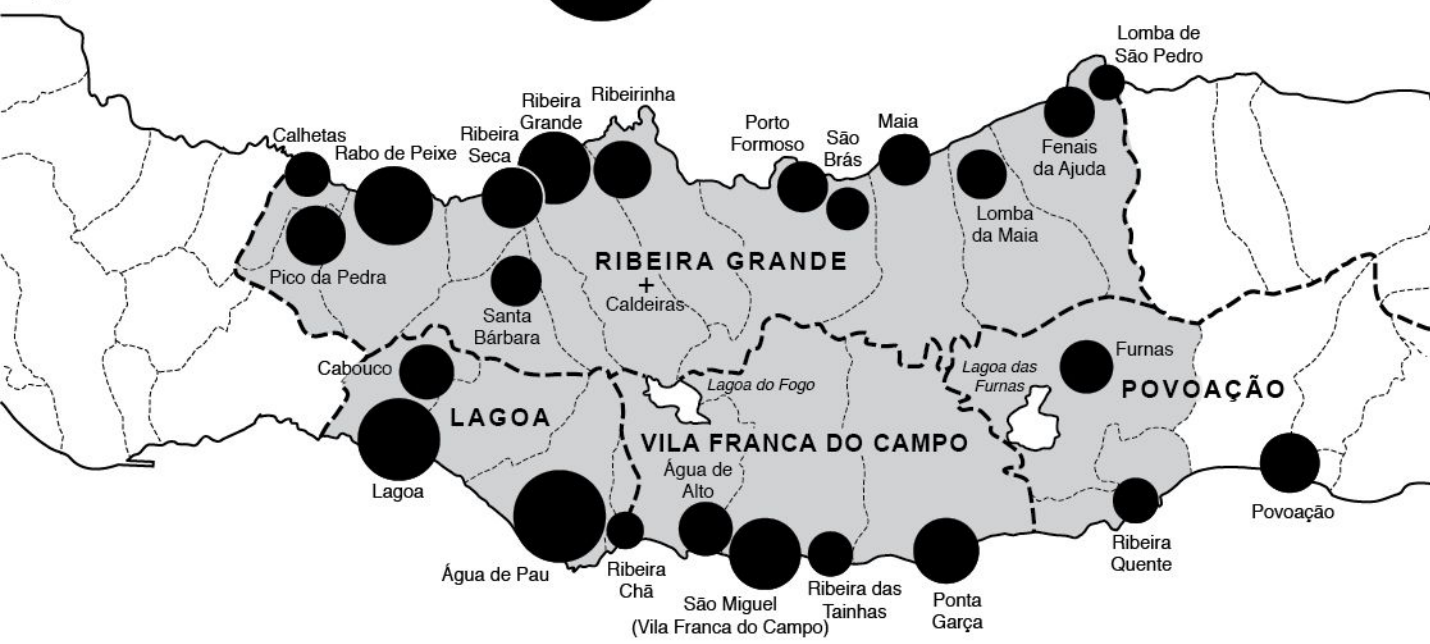 Lomba de
São Pedro
Ribeira
Grande
Ribeirinha
Calhetas
Rabo de Peixe
Ribeira
Seca
Porto
Formoso
São
Brás
Maia
Fenais
da Ajuda
Lomba
da Maia
Pico da Pedra
RIBEIRA GRANDE
+
Caldeiras
Santa
Bárbara
Cabouco
Furnas
Lagoa das
Furnas
POVOAÇÃO
Lagoa do Fogo
LAGOA
VILA FRANCA DO CAMPO
Água de
Alto
Lagoa
Povoação
Ribeira
Quente
Água de Pau
Ribeira
Chã
São Miguel
(Vila Franca do Campo)
Ribeira das
Tainhas
Ponta
Garça